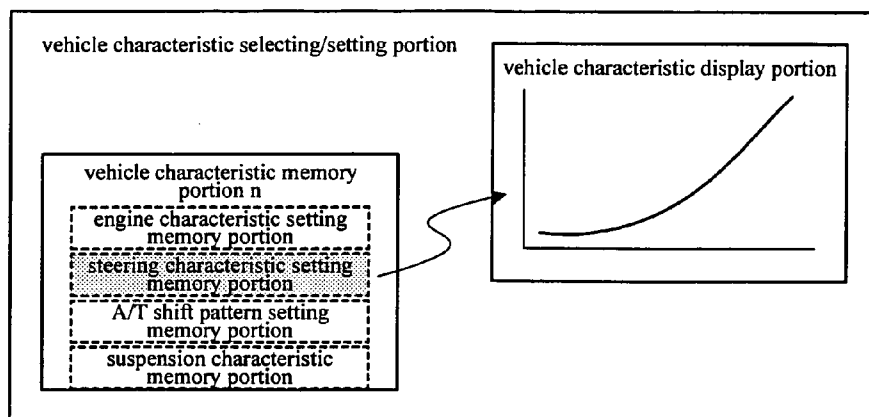 vehicle characteristic selecting/setting portion
vehicle characteristic display portion
vehicle characteristic memory
portion n
engine characteristic setting
memory portion
steering characteristic setting
memory portion
A/T shift pattern setting
memory portion
suspension characteristic
memory portion